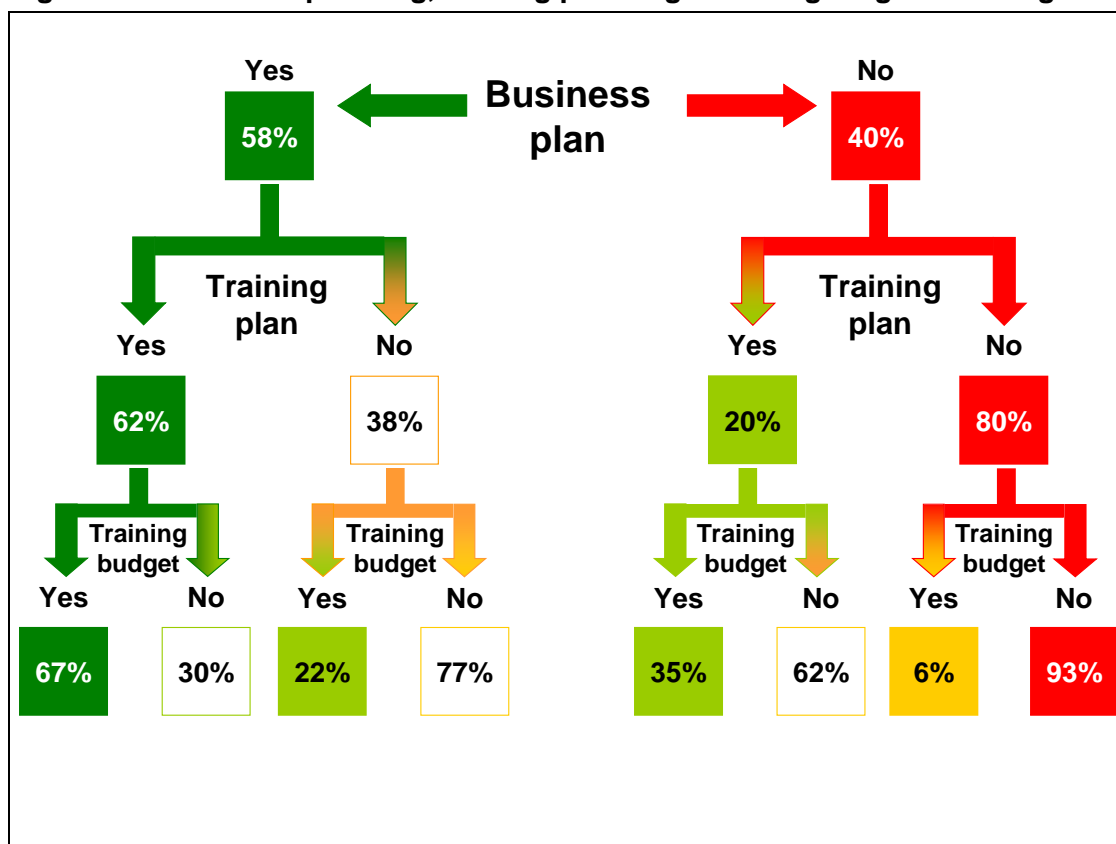 Yes
No
Business
plan
58%
40%
Training
plan
Training
plan
Yes
No
Yes
No
62%
38%
20%
80%
Training
budget
Training
budget
Training
budget
Training
budget
Yes
No
Yes
No
Yes
No
Yes
No
67%
30%
22%
77%
35%
62%
6%
93%